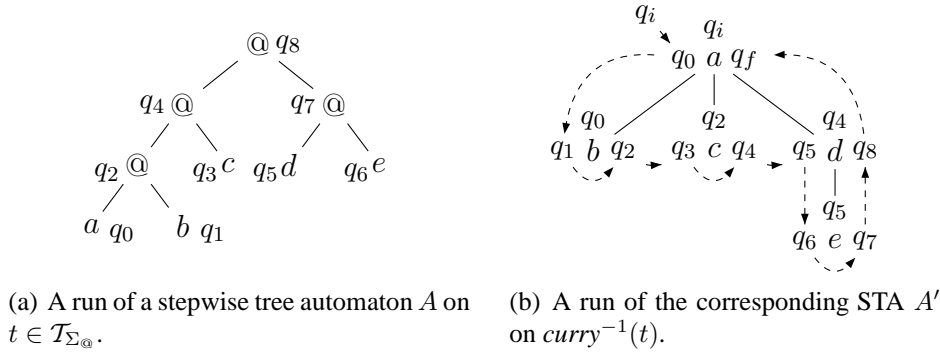 @ q₈
q₄ @
q₇ @
q₂ @
q₃ c
q₅ d
q₆ e
a q₀
b q₁
qᵢ
qᵢ
q₀ a q_f
q₀
q₂
q₄
q₁ b q₂
q₃ c q₄
q₅ d q₈
q₅
q₆ e q₇
(a) A run of a stepwise tree automaton A on
t ∈ 𝒯_{Σ_@}.
(b) A run of the corresponding STA A′
on curry⁻¹(t).